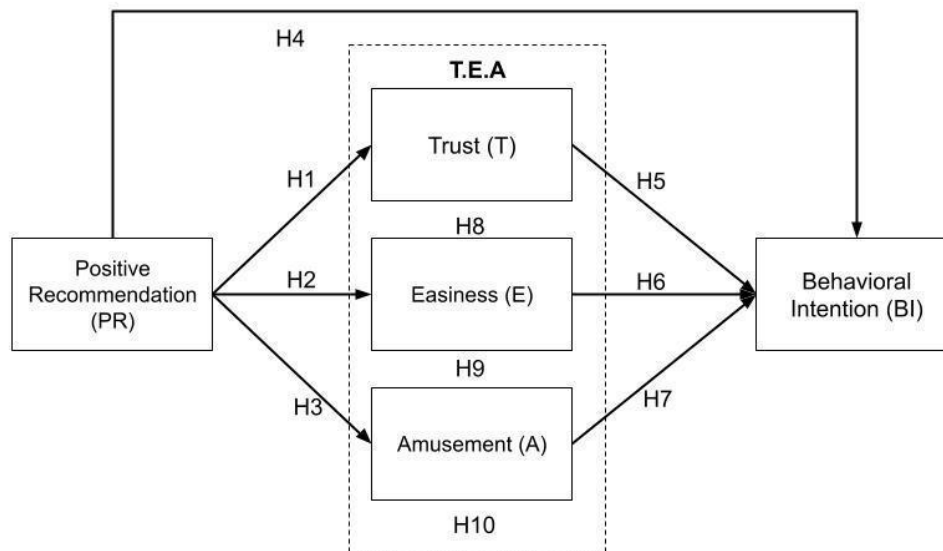 H4
T.E.A
Trust (T)
H1
H5
H8
Positive
Recommendation
(PR)
H2
Easiness (E)
H6
Behavioral
Intention (BI)
H9
H3
Amusement (A)
H7
H10